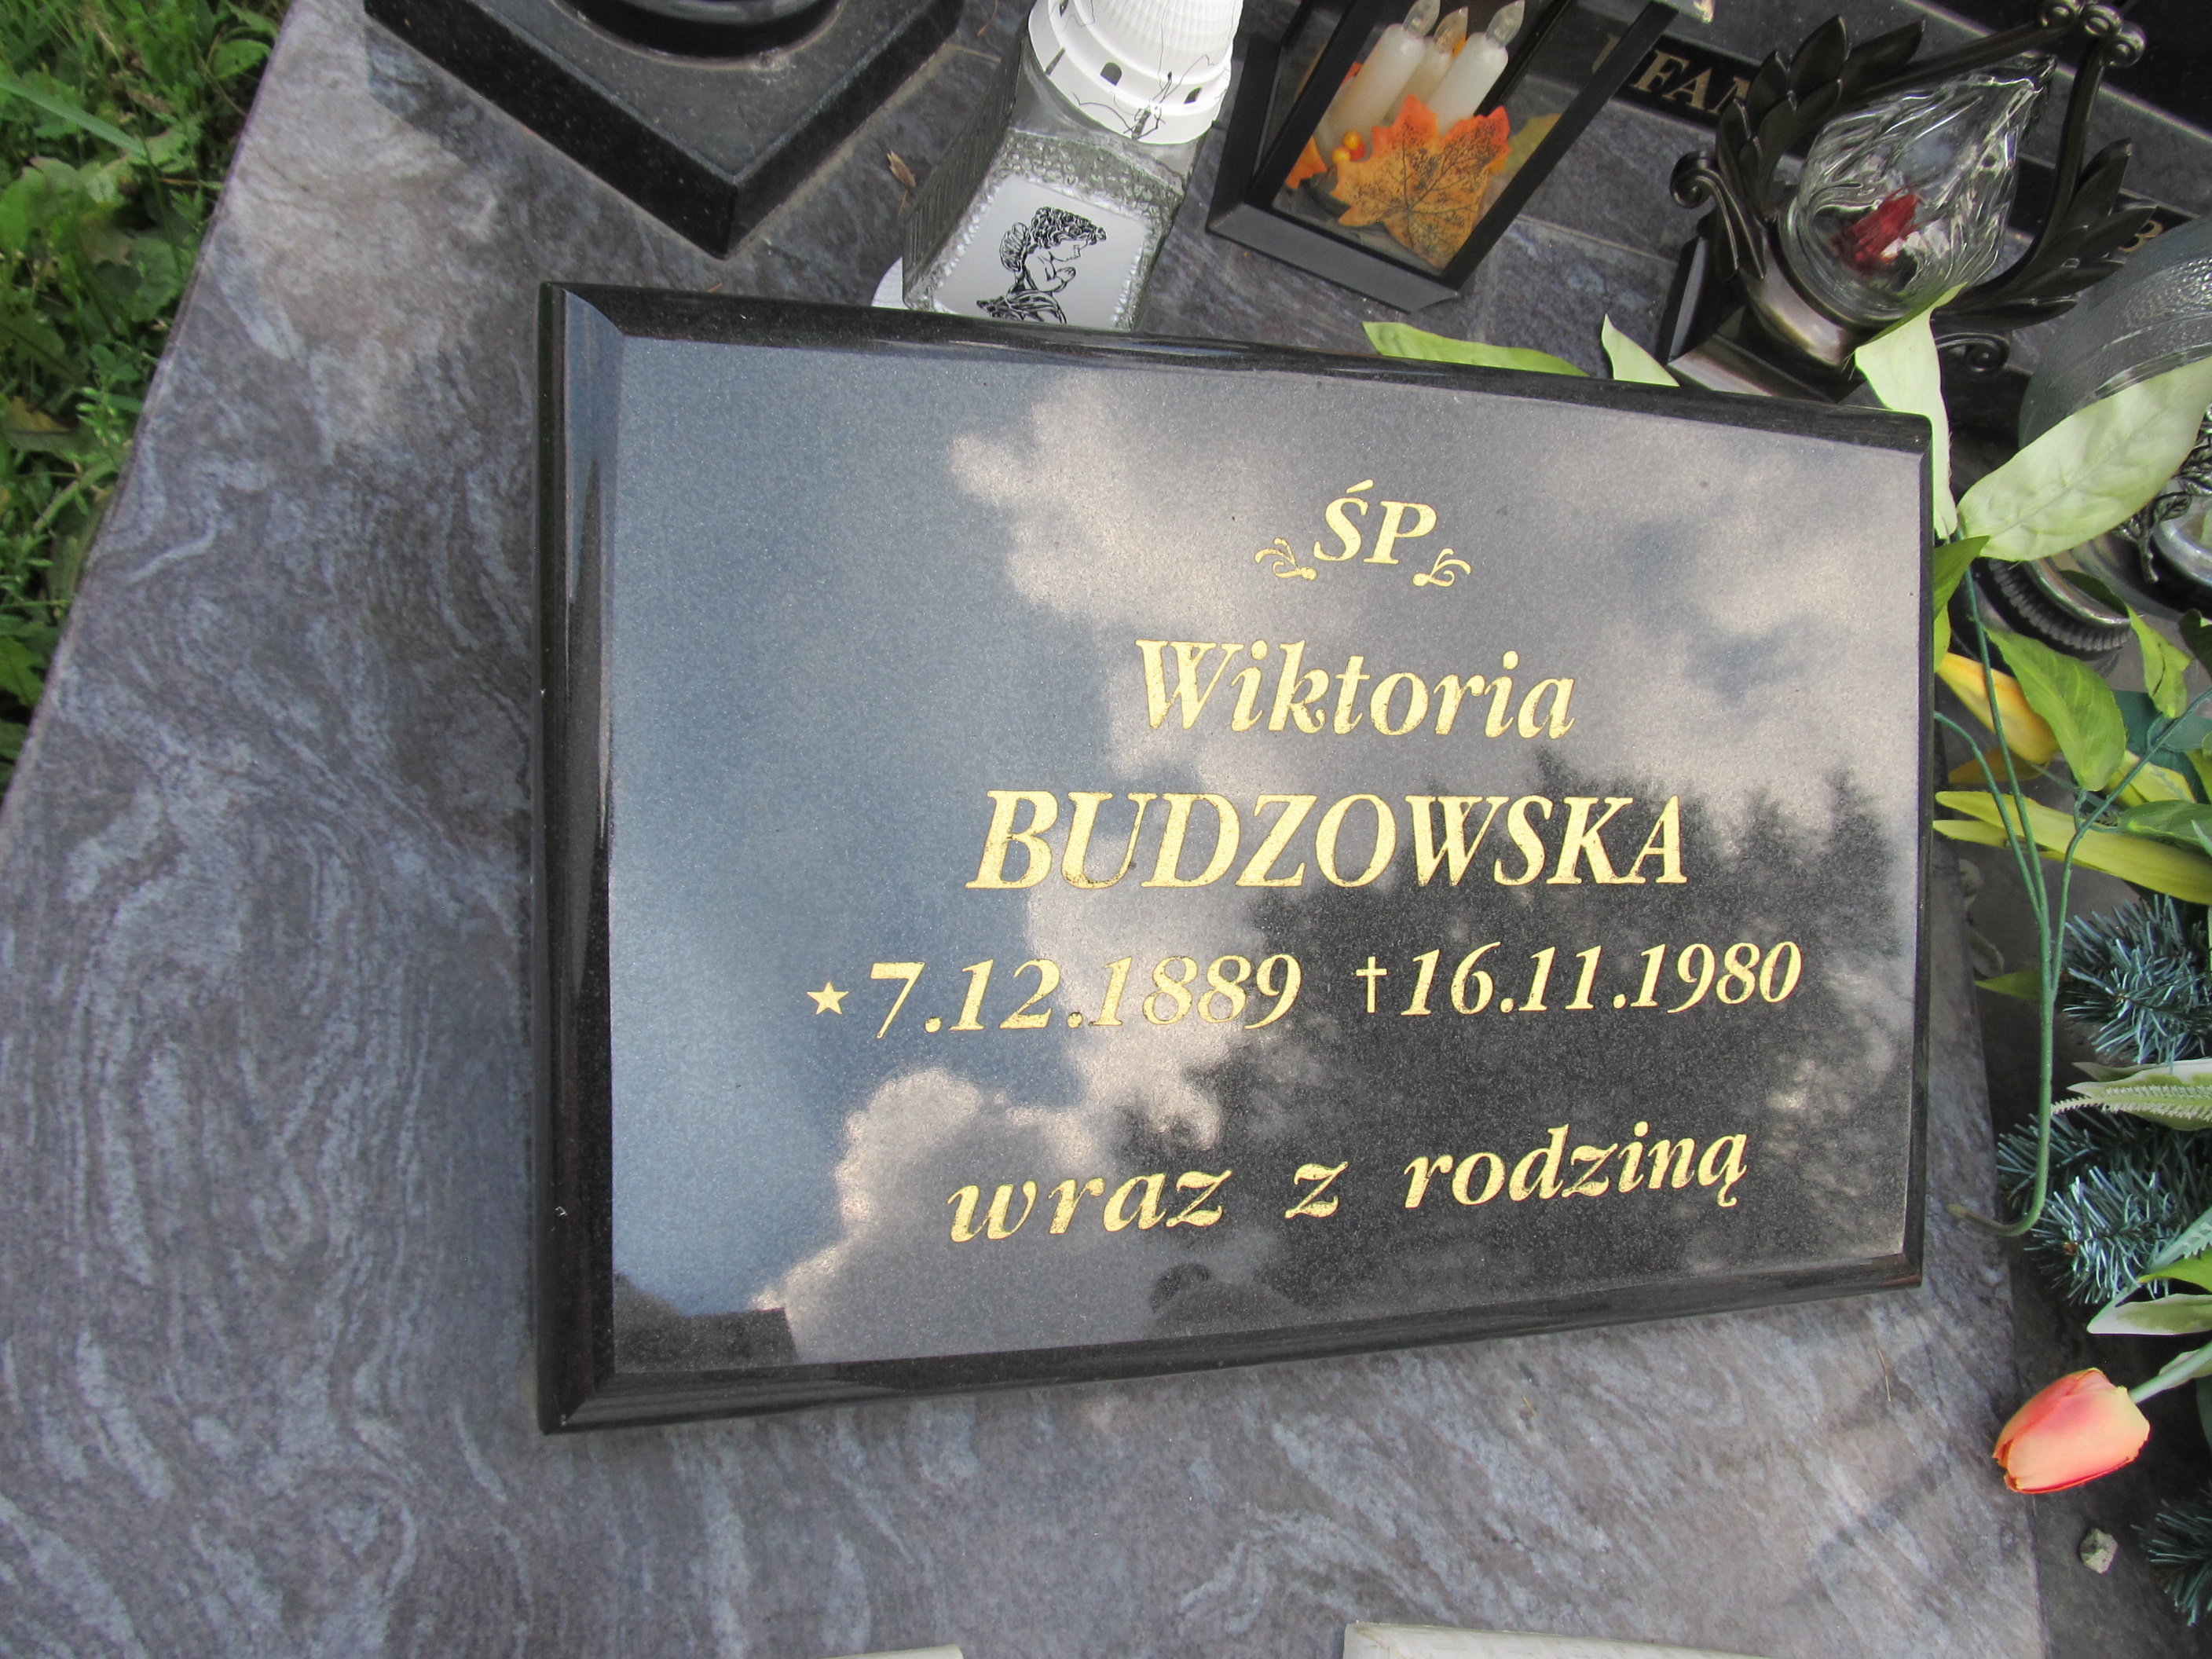 ŚP
Wiktoria
BUDZOWSKA
★ 7.12.1889 † 16.11.1980
wraz z rodziną